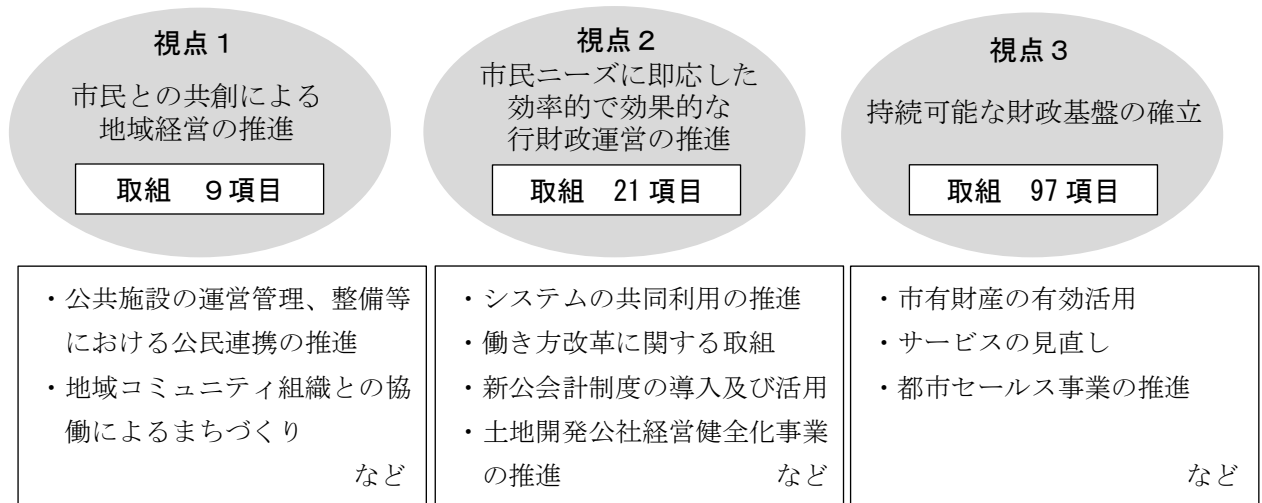 視点1
市民との共創による
地域経営の推進
取組　９項目
視点2
市民ニーズに即応した
効率的で効果的な
行財政運営の推進
取組　21項目
視点3
持続可能な財政基盤の確立
取組　97項目
・公共施設の運営管理、整備等
における公民連携の推進
・地域コミュニティ組織との協
働によるまちづくり
など
・システムの共同利用の推進
・働き方改革に関する取組
・新公会計制度の導入及び活用
・土地開発公社経営健全化事業
の推進　など
・市有財産の有効活用
・サービスの見直し
・都市セールス事業の推進
など